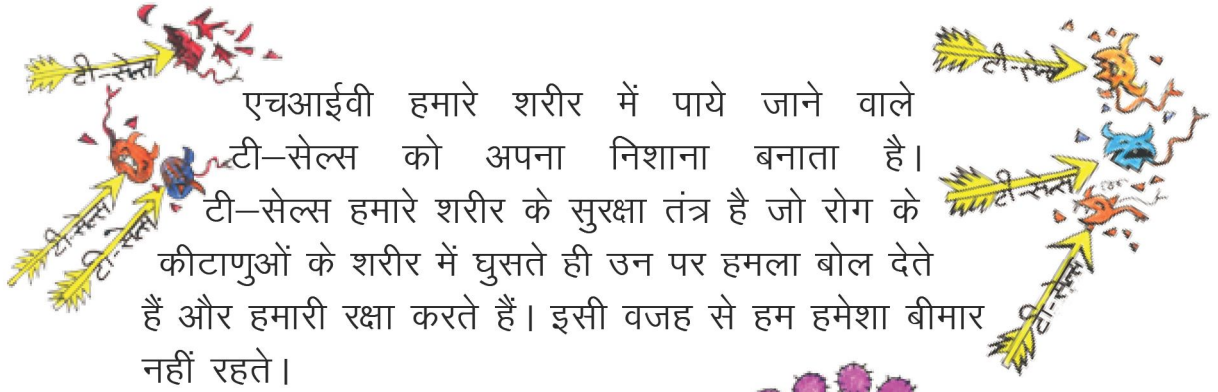 टी-सेल्स
टी-सेल्स
एचआईवी हमारे शरीर में पाये जाने वाले
टी–सेल्स को अपना निशाना बनाता है।
टी-सेल्स
टी–सेल्स हमारे शरीर के सुरक्षा तंत्र है जो रोग के
टी-सेल्स
टी-सेल्स
कीटाणुओं के शरीर में घुसते ही उन पर हमला बोल देते
हैं और हमारी रक्षा करते हैं। इसी वजह से हम हमेशा बीमार
टी-सेल्स
नहीं रहते।